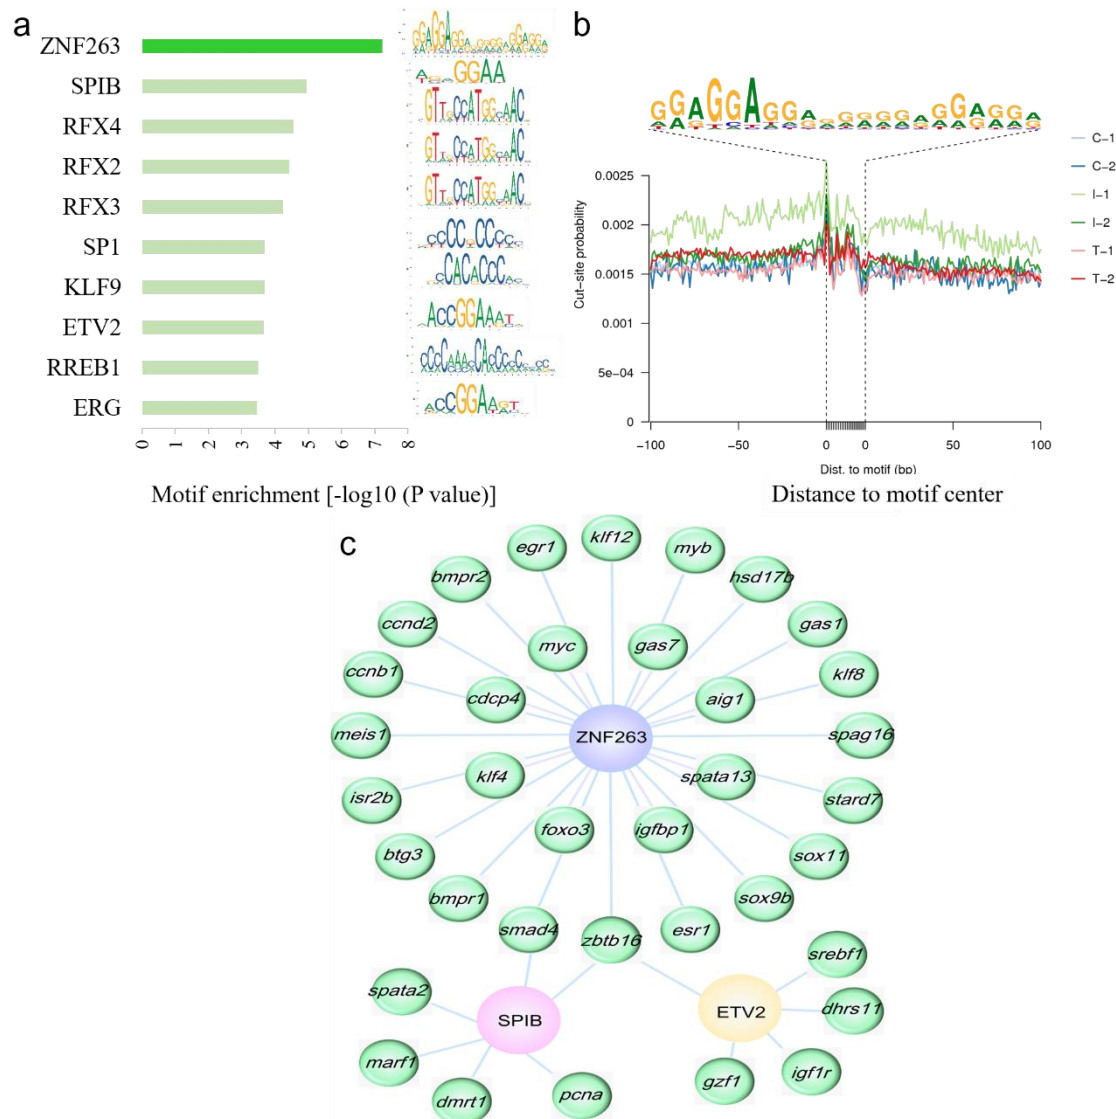 a
ZNF263
SPIB
RFX4
RFX2
RFX3
SP1
KLF9
ETV2
RREB1
ERG
0 1 2 3 4 5 6 7 8
Motif enrichment [-log10 (P value)]
b
C-1
C-2
I-1
I-2
T-1
T-2
Cut-site probability
0.0025
0.002
0.0015
0.001
5e-04
0
-100 -50 0 0 50 100
Dist. to motif (bp)
Distance to motif center
c
egr1
klf12
myb
bmpr2
hsd17b
ccnd2
myc
gas7
gas1
ccnb1
cdcp4
aig1
klf8
meis1
ZNF263
spag16
isr2b
klf4
spata13
stard7
btg3
foxo3
igfbp1
sox11
bmpr1
sox9b
smad4
zbtb16
esr1
srebf1
spata2
SPIB
ETV2
dhrs11
marf1
dmrt1
pcna
gzf1
igf1r